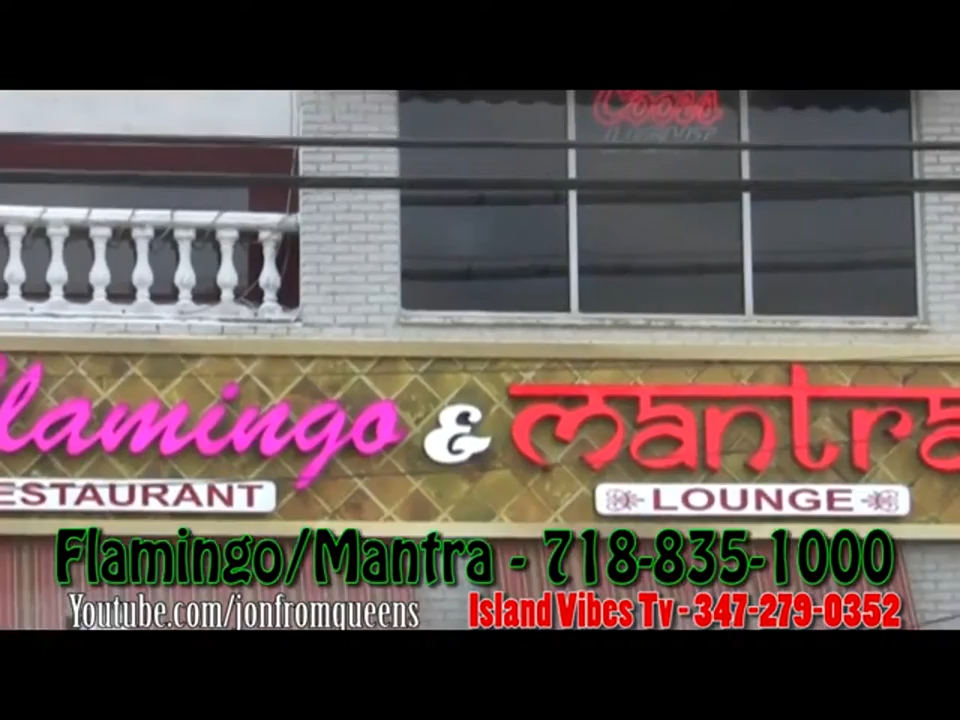 Coors
lamingo & mantra
ESTAURANT
LOUNGE
Flamingo/Mantra - 718-835-1000
Youtube.com/jonfromqueens
Island Vibes Tv - 347-279-0352